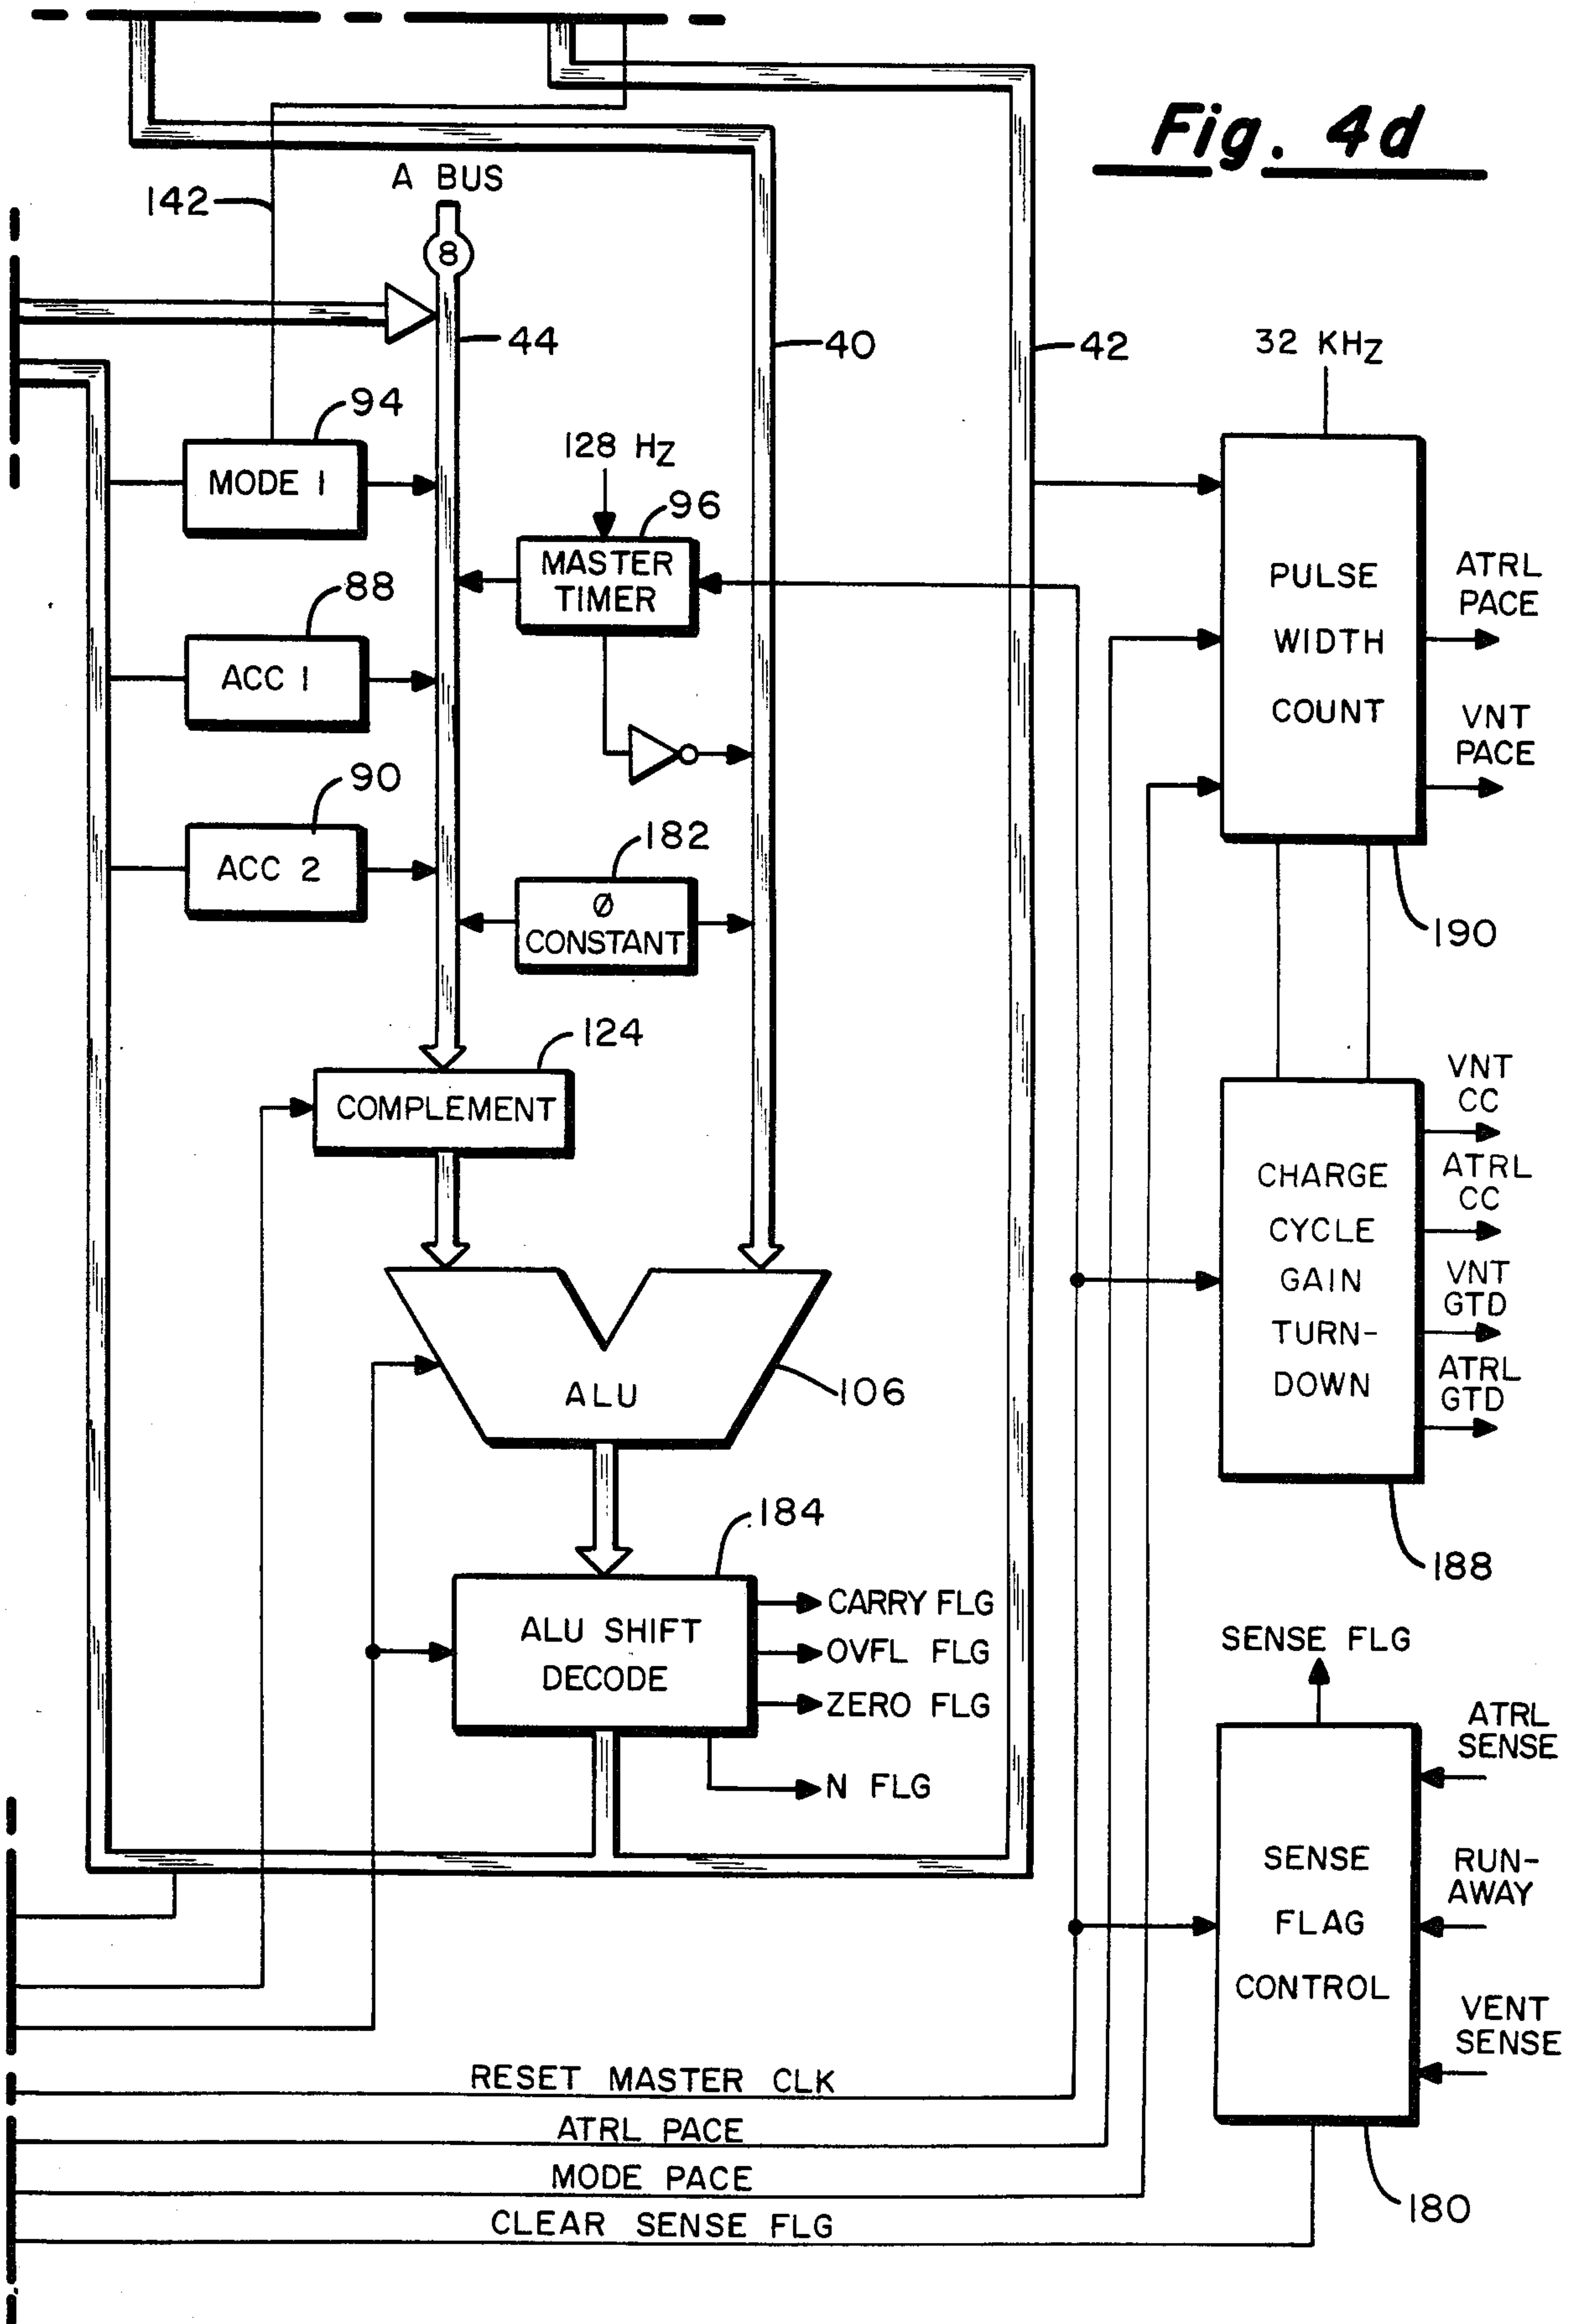 Fig. 4d
A BUS
142
8
44
40
42
32 KHZ
94
MODE 1
128 HZ
96
MASTER
TIMER
88
ACC 1
90
ACC 2
182
Ø
CONSTANT
PULSE
WIDTH
COUNT
ATRL
PACE
VNT
PACE
190
124
COMPLEMENT
CHARGE
CYCLE
GAIN
TURN-
DOWN
VNT
CC
ATRL
CC
VNT
GTD
ATRL
GTD
188
ALU
106
184
ALU SHIFT
DECODE
CARRY FLG
OVFL FLG
ZERO FLG
N FLG
SENSE FLG
SENSE
FLAG
CONTROL
ATRL
SENSE
RUN-
AWAY
VENT
SENSE
180
RESET MASTER CLK
ATRL PACE
MODE PACE
CLEAR SENSE FLG